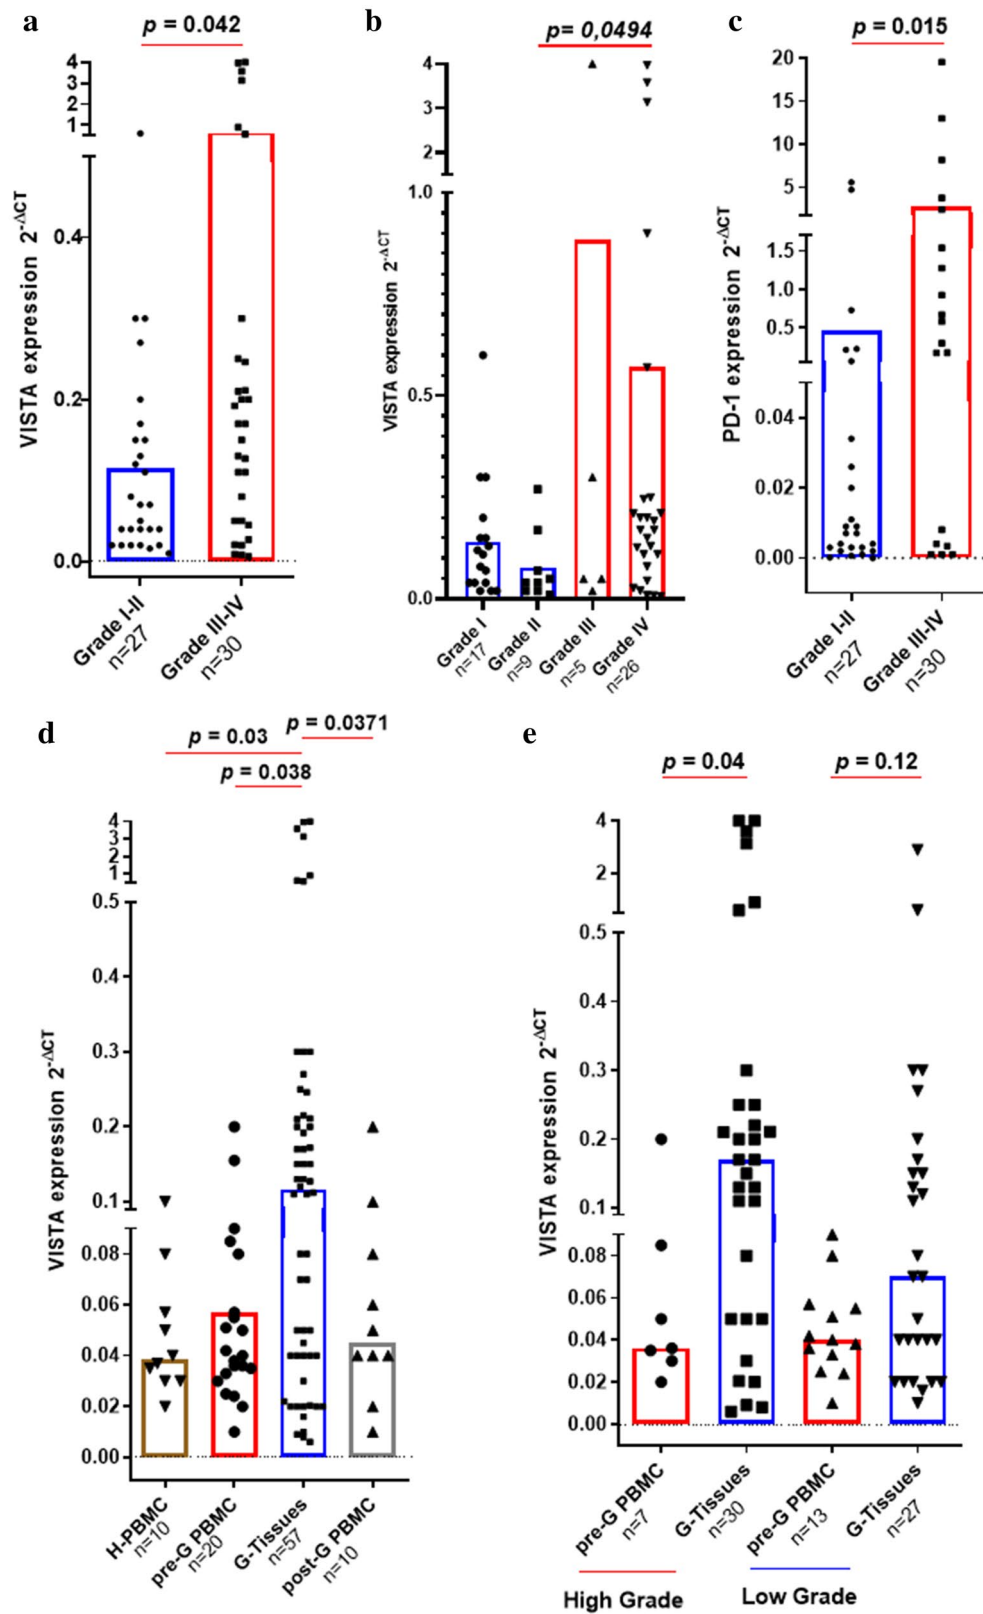 a
p = 0.042
VISTA expression 2-ΔCT
4
3
2
1
0.4
0.2
0.0
Grade I-II
n=27
Grade III-IV
n=30
b
p= 0,0494
VISTA expression 2-ΔCT
4
3
2
1.0
0.5
0.0
Grade I
n=17
Grade II
n=9
Grade III
n=5
Grade IV
n=26
c
p = 0.015
PD-1 expression 2-ΔCT
20
15
10
5
1.5
1.0
0.5
0.04
0.02
0.00
Grade I-II
n=27
Grade III-IV
n=30
d
p = 0.03
p = 0.0371
p = 0.038
VISTA expression 2-ΔCT
4
3
2
1
0.5
0.4
0.3
0.2
0.1
0.08
0.06
0.04
0.02
0.00
H-PBMC
n=10
pre-G PBMC
n=20
G-Tissues
n=57
post-G PBMC
n=10
e
p = 0.04
p = 0.12
VISTA expression 2-ΔCT
4
2
0.5
0.4
0.3
0.2
0.1
0.08
0.06
0.04
0.02
0.00
pre-G PBMC
n=7
G-Tissues
n=30
pre-G PBMC
n=13
G-Tissues
n=27
High Grade
Low Grade